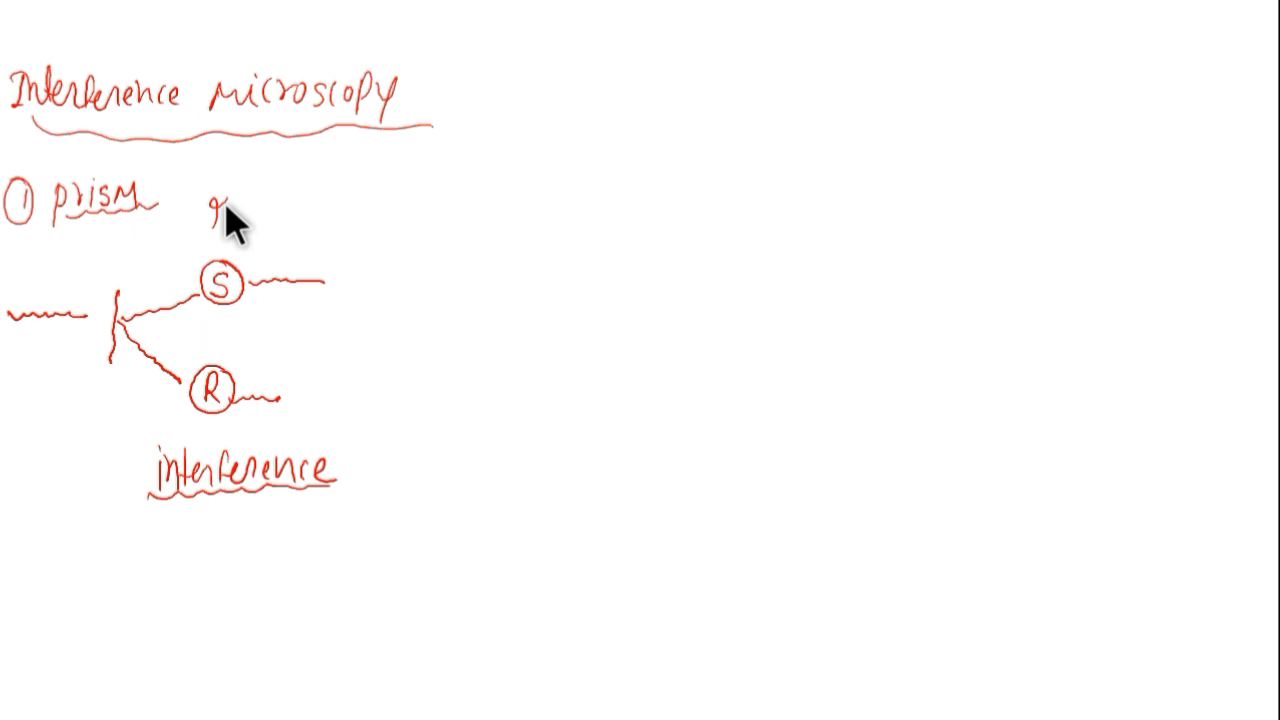 Interference Microscopy
① prism
S
R
interference